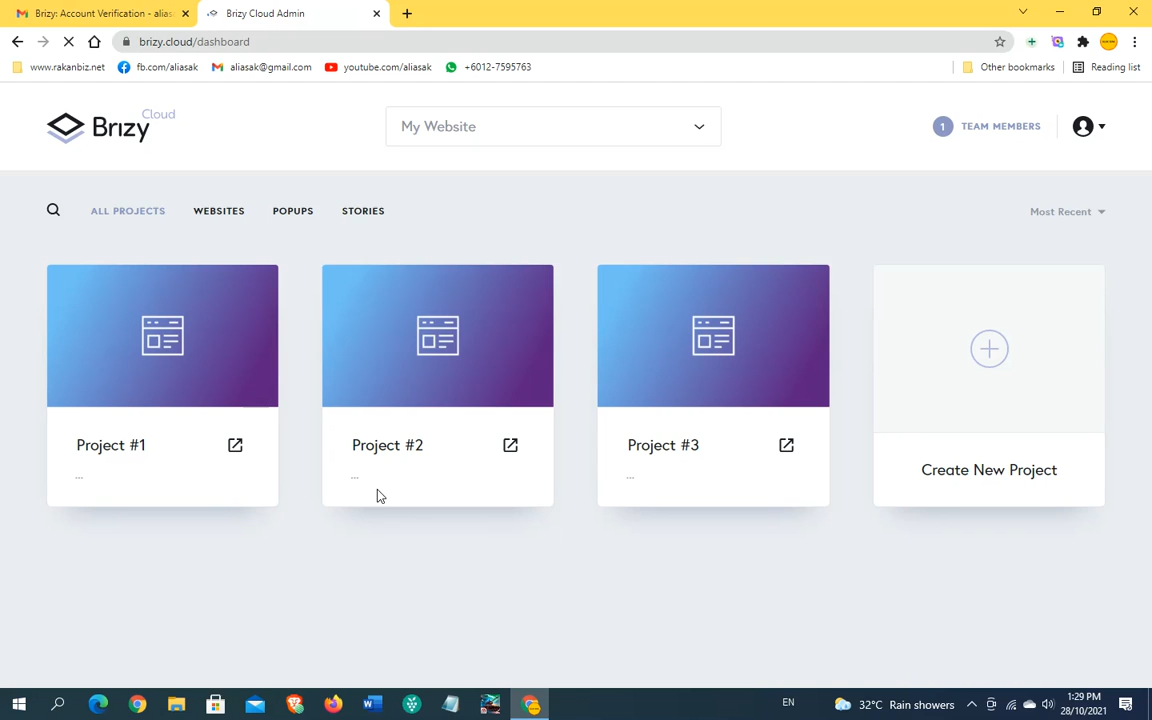 Brizy: Account Verification - alias
Brizy Cloud Admin
brizy.cloud/dashboard
www.rakanbiz.net
fb.com/aliasak
aliasak@gmail.com
youtube.com/aliasak
+6012-7595763
Other bookmarks
Reading list
Brizy Cloud
My Website
1 TEAM MEMBERS
ALL PROJECTS
WEBSITES
POPUPS
STORIES
Most Recent
Project #1
Project #2
Project #3
Create New Project
...
...
...
EN
32°C Rain showers
1:29 PM
28/10/2021